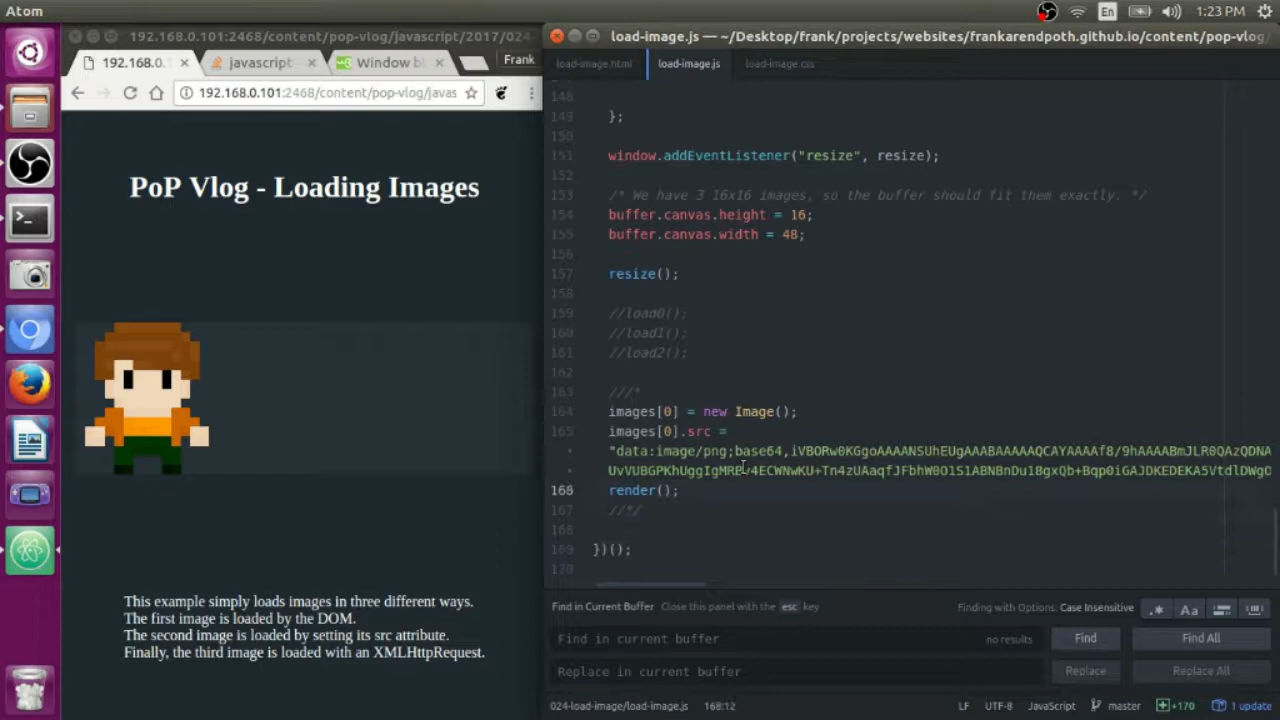 Atom
En
1:23 PM
192.168.0.101:2468/content/pop-vlog/javascript/2017/024-
192.168.0.
javascript
Window bl
Frank
192.168.0.101:2468/content/pop-vlog/javas
PoP Vlog - Loading Images
This example simply loads images in three different ways.
The first image is loaded by the DOM.
The second image is loaded by setting its src attribute.
Finally, the third image is loaded with an XMLHttpRequest.
load-image.js — ~/Desktop/frank/projects/websites/frankarendpoth.github.io/content/pop-vlog/
load-image.html
load-image.js
load-image.css
148
149 };
150
151 window.addEventListener("resize", resize);
152
153 /* We have 3 16x16 images, so the buffer should fit them exactly. */
154 buffer.canvas.height = 16;
155 buffer.canvas.width = 48;
156
157 resize();
158
159 //load0();
160 //load1();
161 //load2();
162
163 ///*
164 images[0] = new Image();
165 images[0].src =
"data:image/png;base64,iVBORw0KGgoAAAANSUhEUgAAABAAAAAQCAYAAAAf8/9hAAAABmJLR0QAzQDNA
168 render();
167 //*/
168
169 })();
170
Find in Current Buffer
Close this panel with the esc key
Finding with Options: Case Insensitive
.*
Aa
Find in current buffer
no results
Find
Find All
Replace in current buffer
Replace
Replace All
024-load-image/load-image.js
168:12
LF
UTF-8
JavaScript
master
+170
1 update